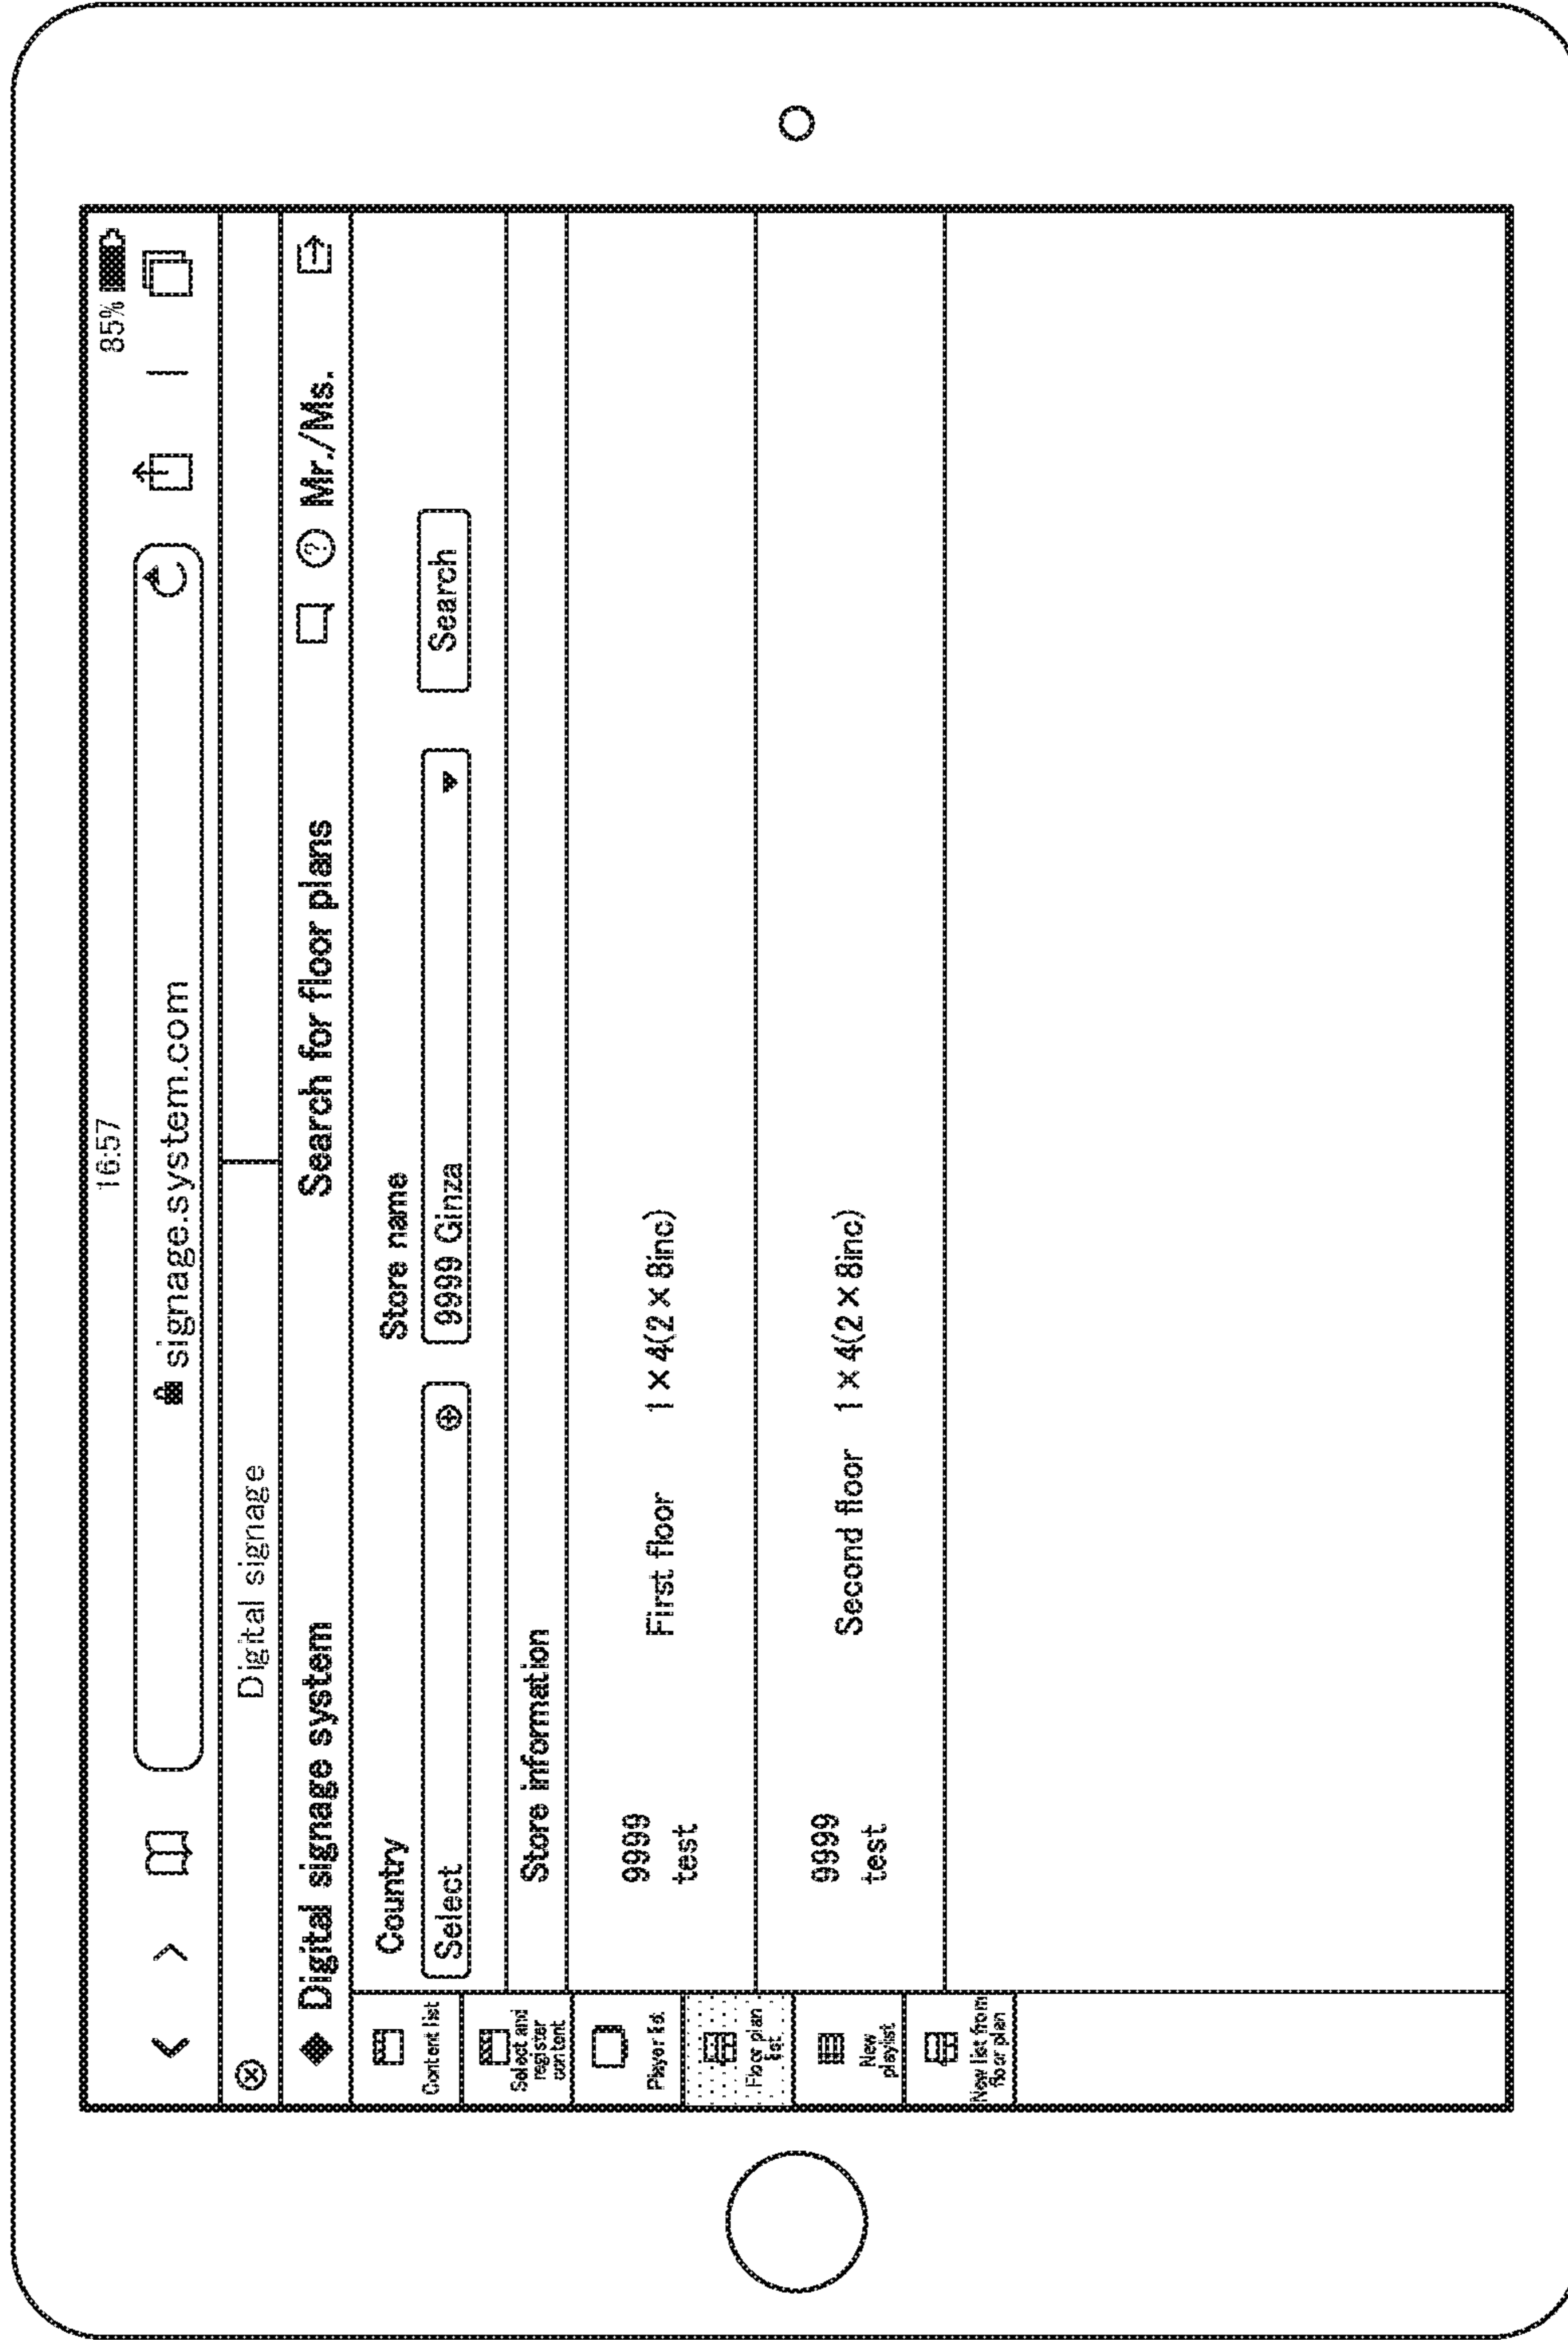 16:57
85%
signage.system.com
Digital signage
Digital signage system
Search for floor plans
? Mr./Ms.
Country
Store name
Select
9999 Ginza
Search
Store information
9999
test
First floor
1×4(2×8inc)
9999
test
Second floor
1×4(2×8inc)
Content list
Select and
register
content
Player list
Floor plan
list
New
playlist
New list from
floor plan